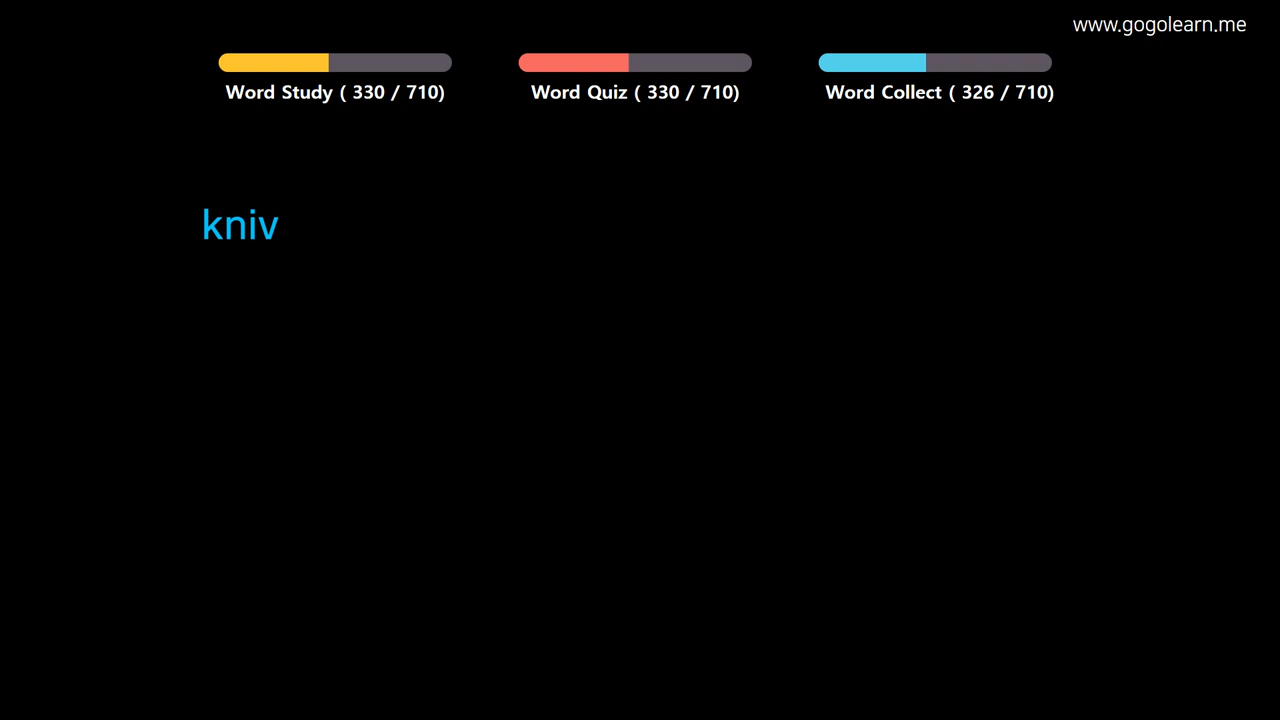 www.gogolearn.me
Word Study ( 330 / 710)
Word Quiz ( 330 / 710)
Word Collect ( 326 / 710)
kniv